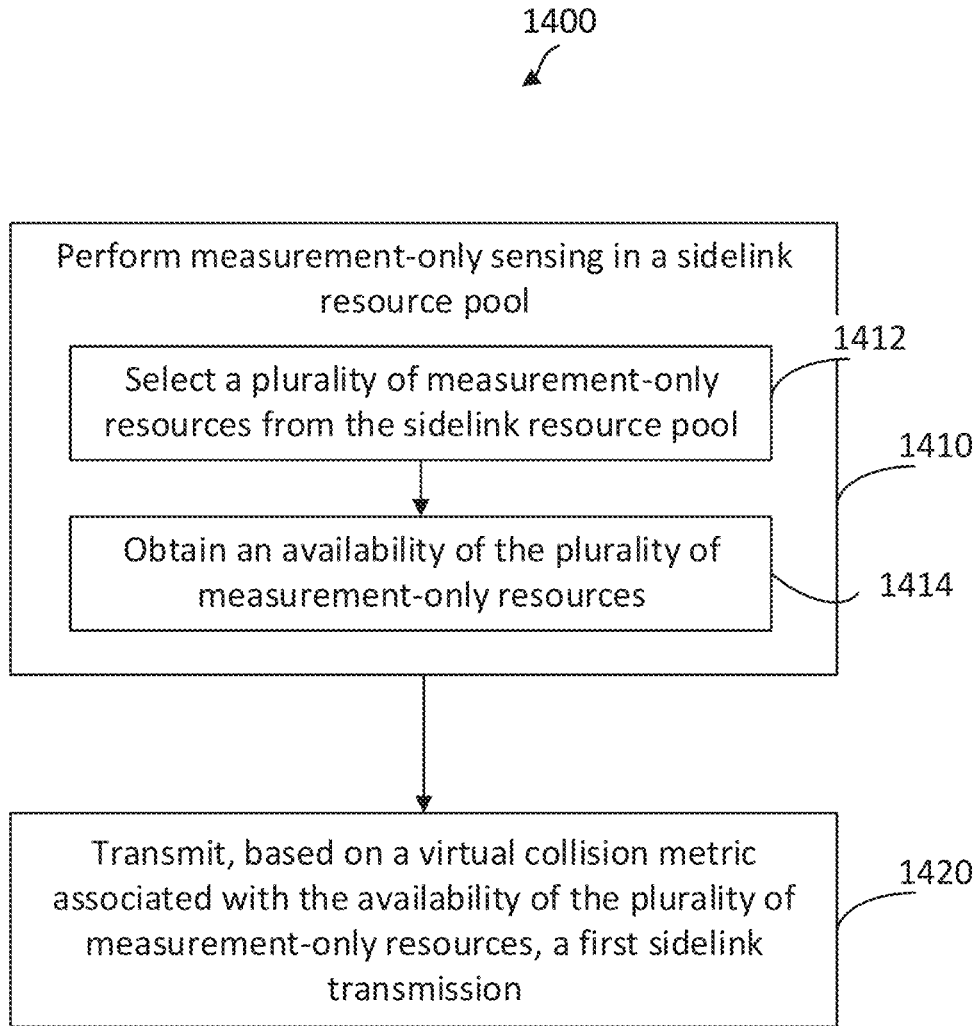 1400
Perform measurement-only sensing in a sidelink
resource pool
1412
Select a plurality of measurement-only
resources from the sidelink resource pool
1410
Obtain an availability of the plurality of
measurement-only resources
1414
Transmit, based on a virtual collision metric
associated with the availability of the plurality of
measurement-only resources, a first sidelink
transmission
1420